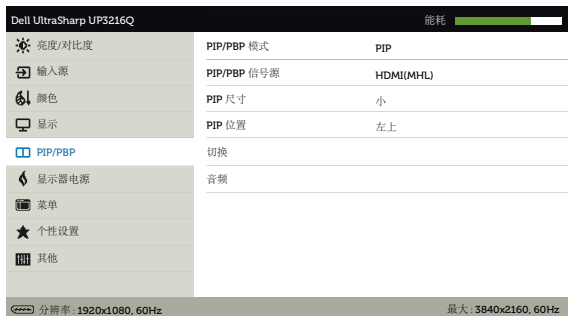 Dell UltraSharp UP3216Q 能耗
亮度/对比度 PIP/PBP 模式 PIP
输入源 PIP/PBP 信号源 HDMI(MHL)
颜色 PIP 尺寸 小
显示 PIP 位置 左上
PIP/PBP 切换
显示器电源 音频
菜单
个性设置
其他
分辨率: 1920x1080, 60Hz 最大: 3840x2160, 60Hz